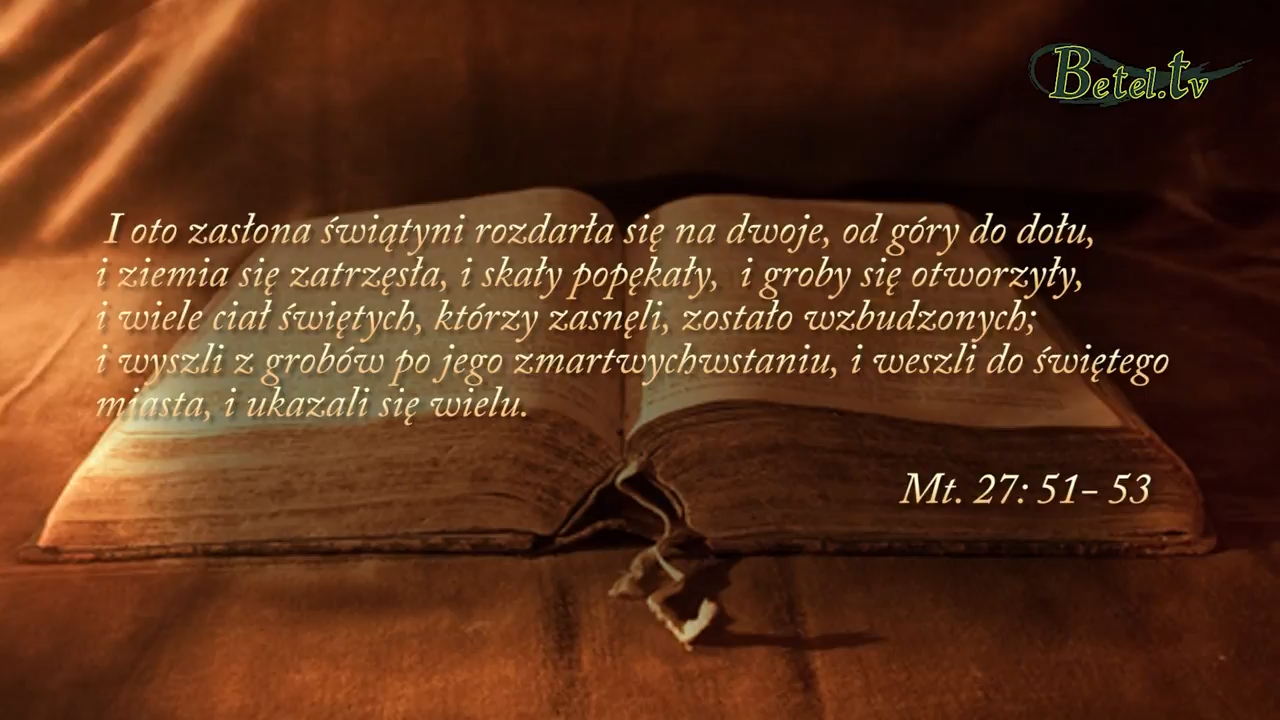 Betel.tv
I oto zasłona świątyni rozdarła się na dwoje, od góry do dołu,
i ziemia się zatrzęsła, i skały popękały, i groby się otworzyły,
i wiele ciał świętych, którzy zasnęli, zostało wzbudzonych;
i wyszli z grobów po jego zmartwychwstaniu, i weszli do świętego
miasta, i ukazali się wielu.
Mt. 27: 51- 53